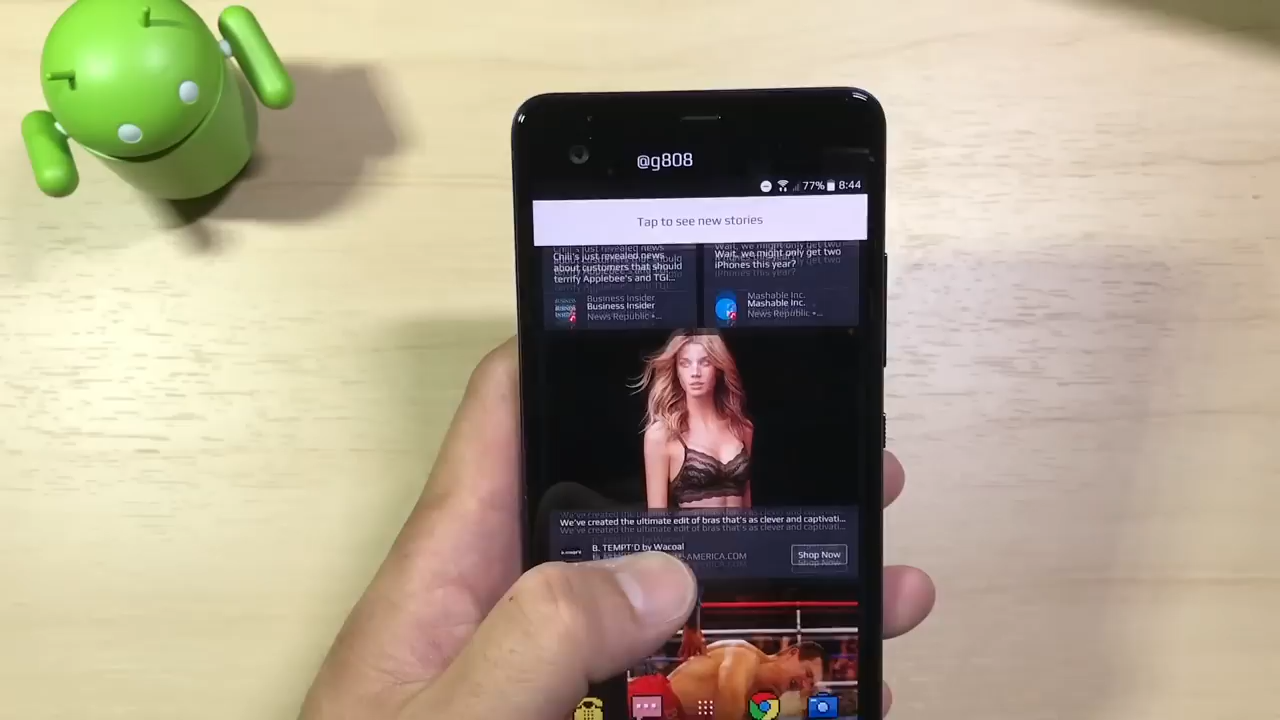 @g808
77% 8:44
Tap to see new stories
Chili's just revealed news
about customers that should
terrify Applebee's and TGI...
Wait, we might only get two
iPhones this year?
Business Insider
News Republic •...
Mashable Inc.
News Republic •...
We've created the ultimate edit of bras that's as clever and captivati...
B. TEMPT'D by Wacoal
-AMERICA.COM
Shop Now